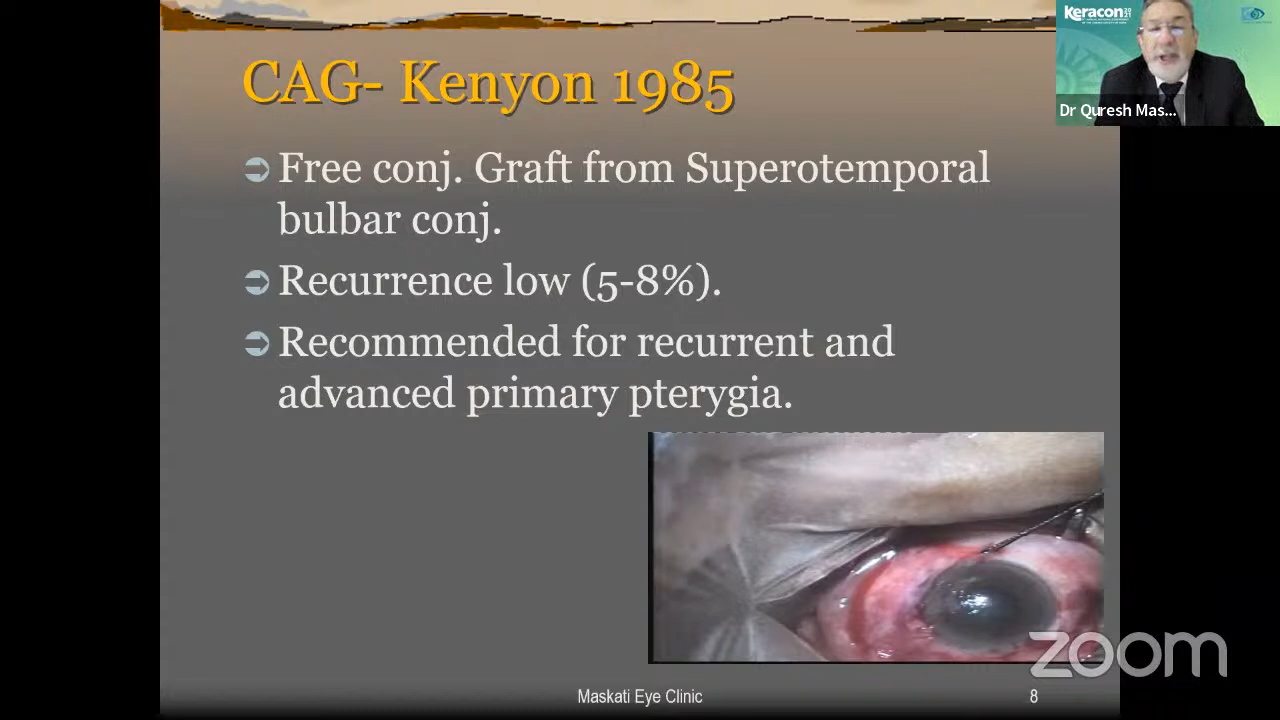 CAG- Kenyon 1985
Free conj. Graft from Superotemporal
bulbar conj.
Recurrence low (5-8%).
Recommended for recurrent and
advanced primary pterygia.
Maskati Eye Clinic
8
Keracon
Dr Quresh Mas...
zoom